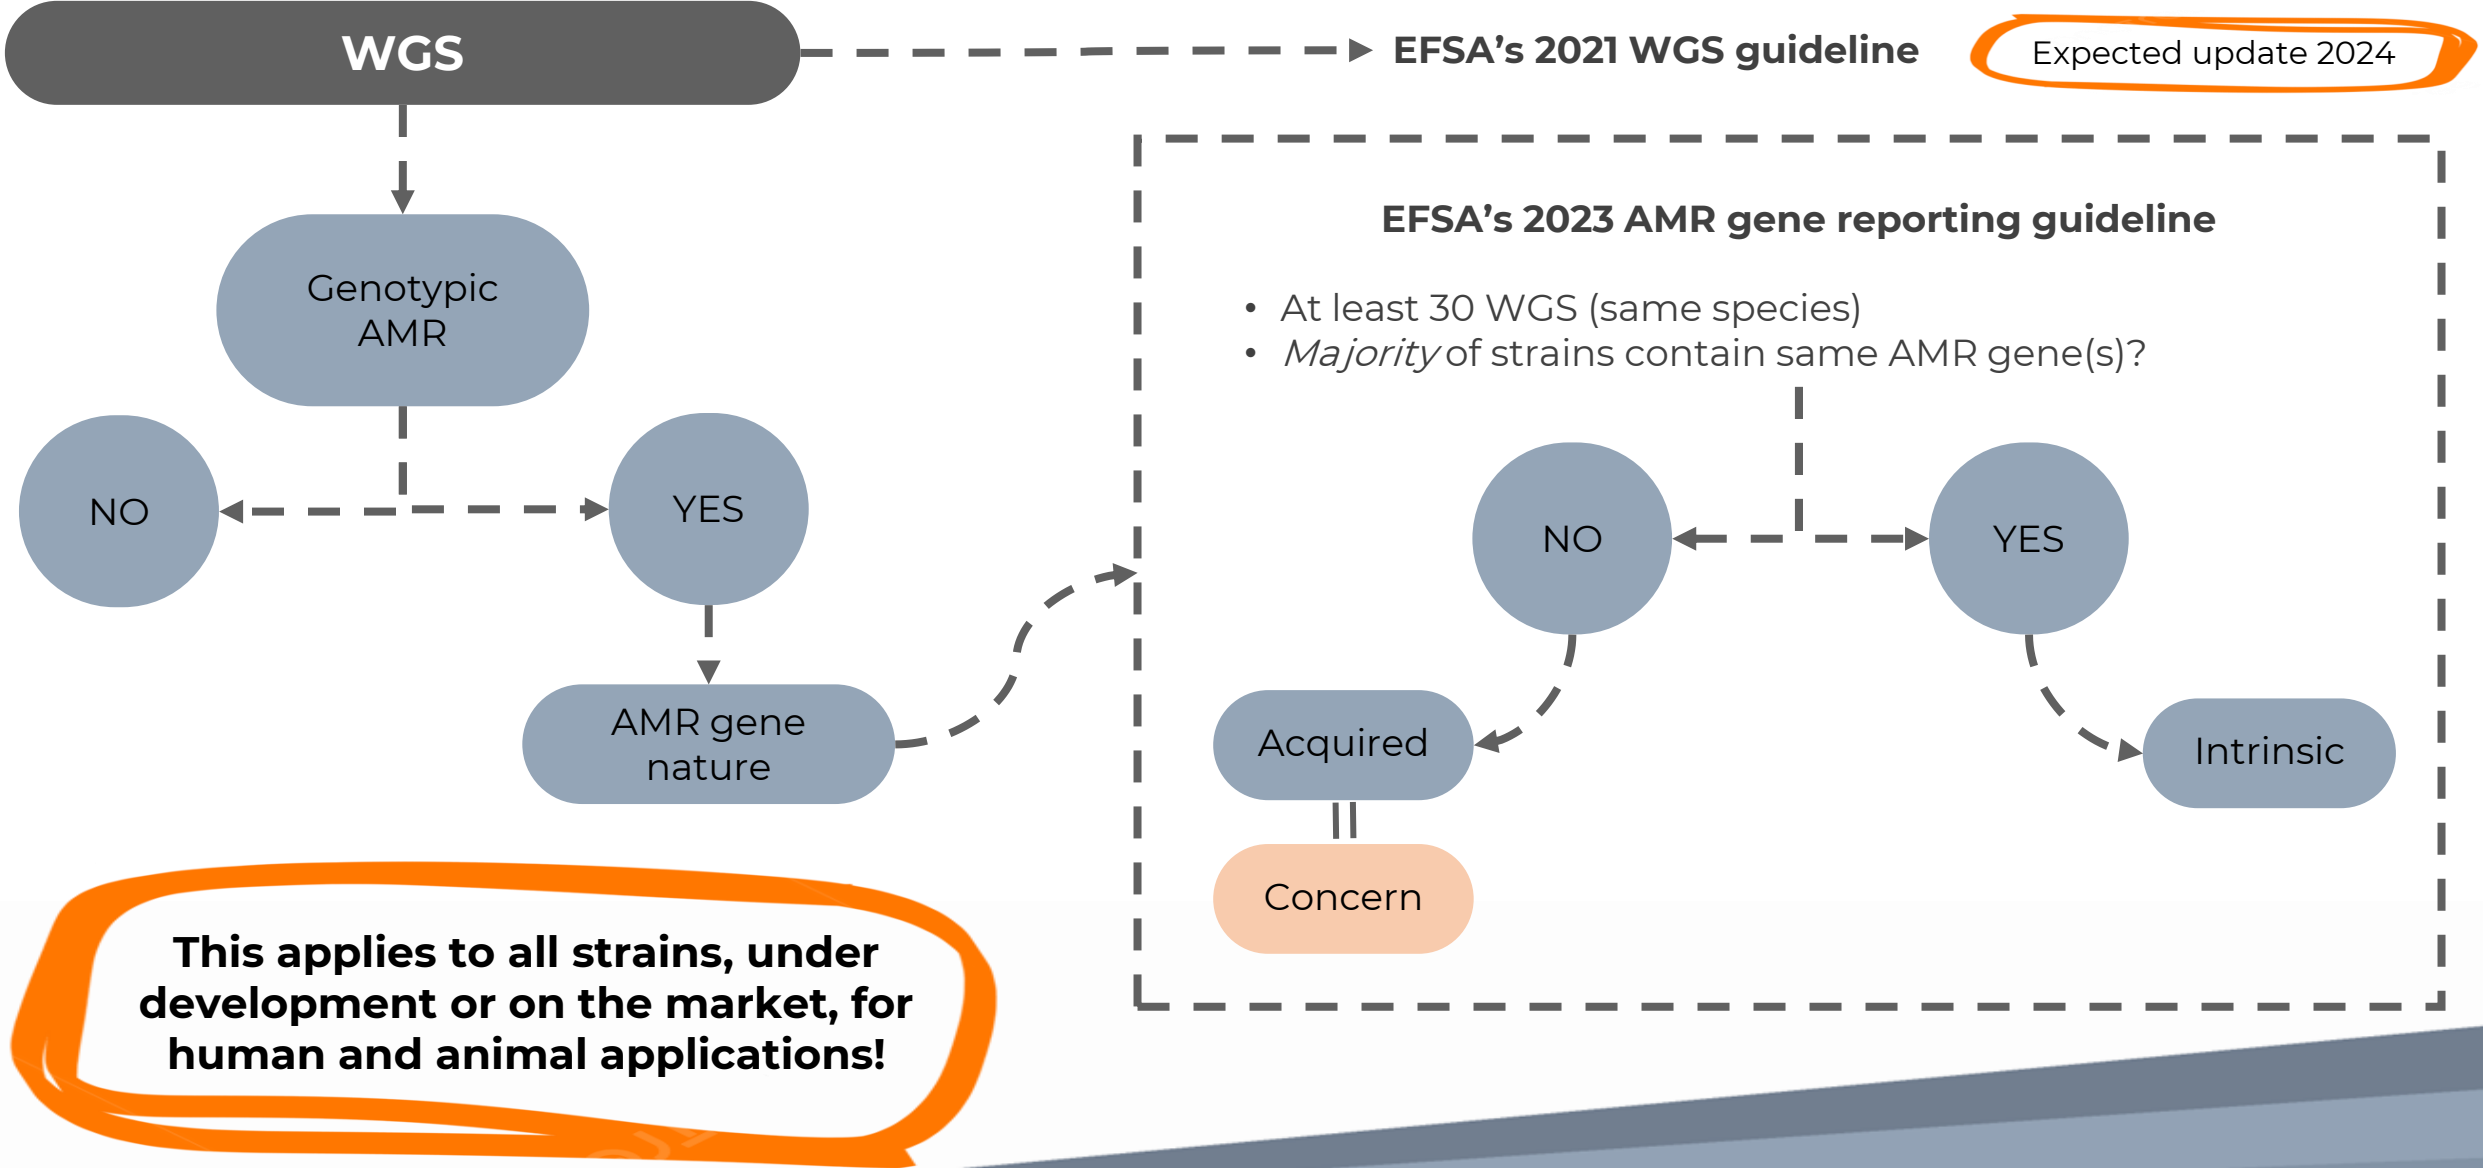 WGS
EFSA’s 2021 WGS guideline
Expected update 2024
Genotypic
AMR
NO
YES
AMR gene
nature
EFSA’s 2023 AMR gene reporting guideline
• At least 30 WGS (same species)
• Majority of strains contain same AMR gene(s)?
NO
YES
Acquired
Intrinsic
Concern
This applies to all strains, under
development or on the market, for
human and animal applications!